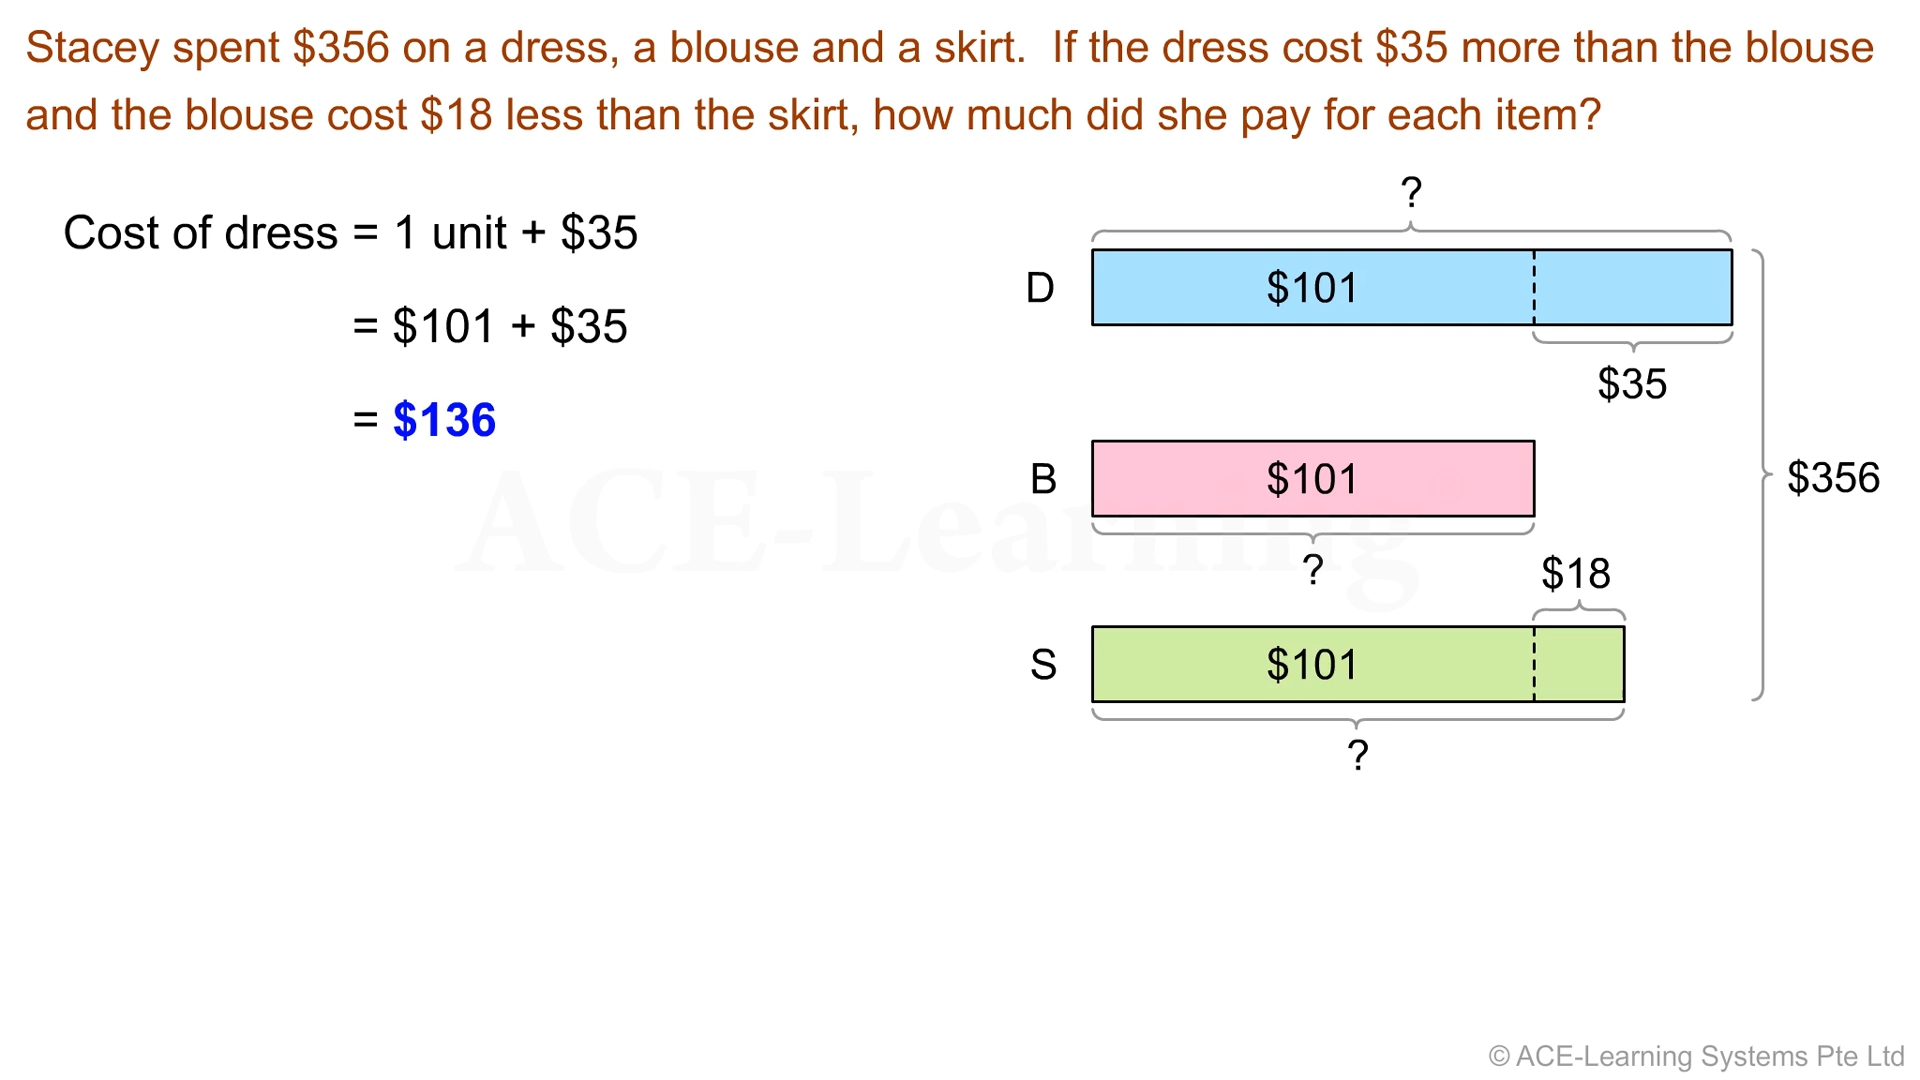 Stacey spent $356 on a dress, a blouse and a skirt. If the dress cost $35 more than the blouse
and the blouse cost $18 less than the skirt, how much did she pay for each item?
?
Cost of dress = 1 unit + $35
D $101
= $101 + $35
$35
= $136
B $101 $356
ACE-Learning
?
$18
S $101
?
© ACE-Learning Systems Pte Ltd